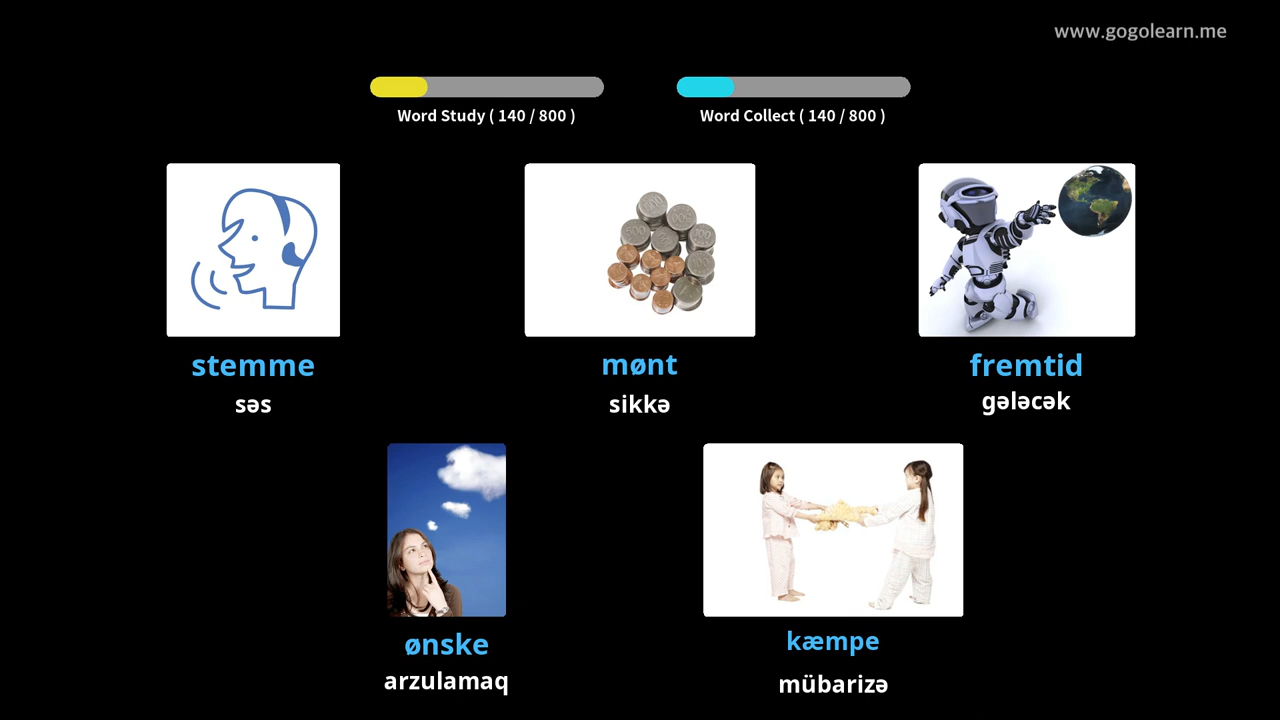 www.gogolearn.me
Word Study ( 140 / 800 )
Word Collect ( 140 / 800 )
stemme
səs
mønt
sikkə
fremtid
gələcək
ønske
arzulamaq
kæmpe
mübarizə